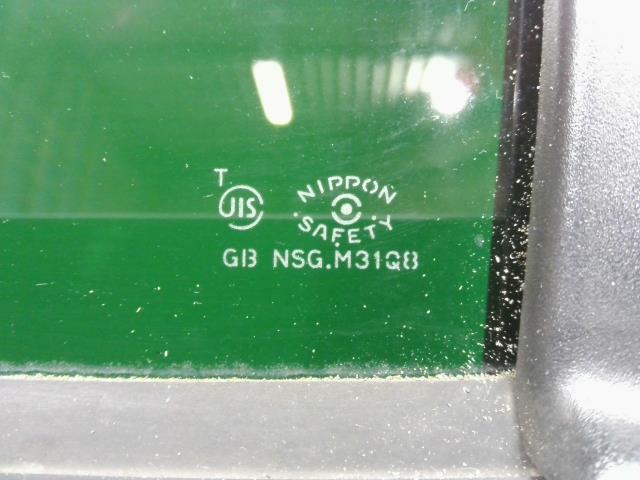 T
JIS
NIPPON
SAFETY
GB NSG.M31Q8